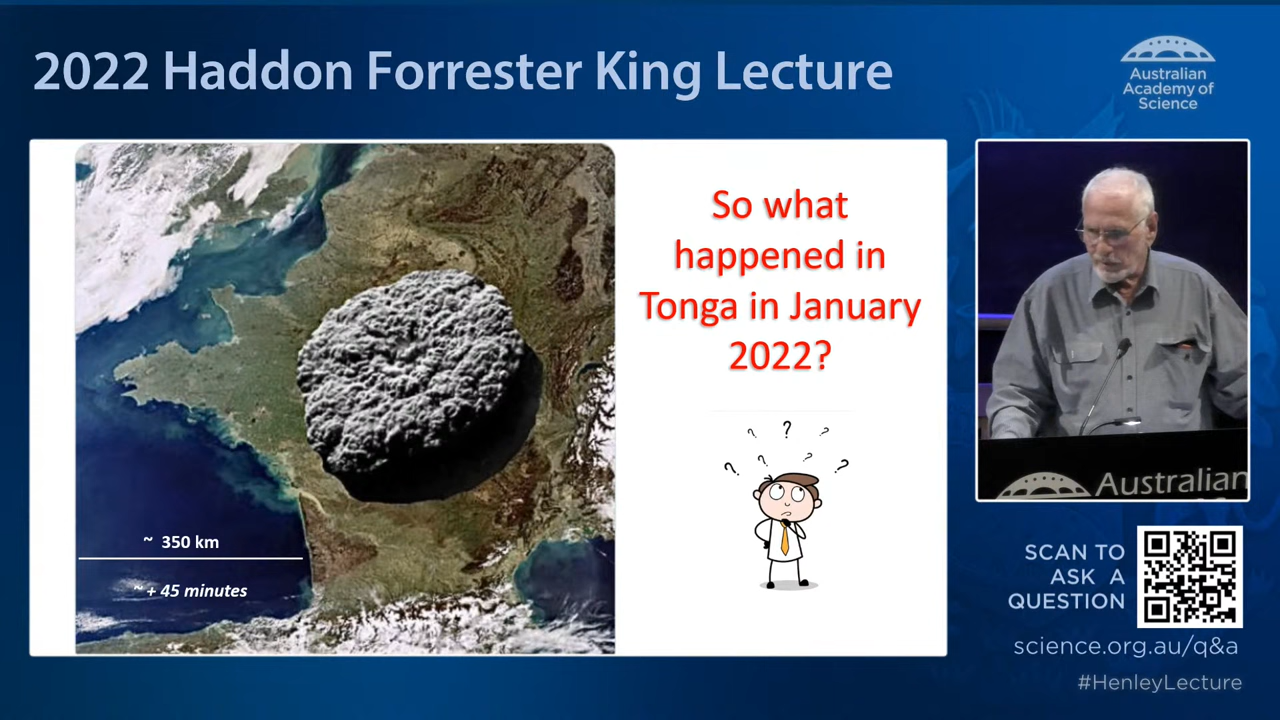 2022 Haddon Forrester King Lecture
Australian
Academy of
Science
So what
happened in
Tonga in January
2022?
? ? ?
? ? ? ?
~ 350 km
~ + 45 minutes
Australian
SCAN TO
ASK A
QUESTION
science.org.au/q&a
#HenleyLecture